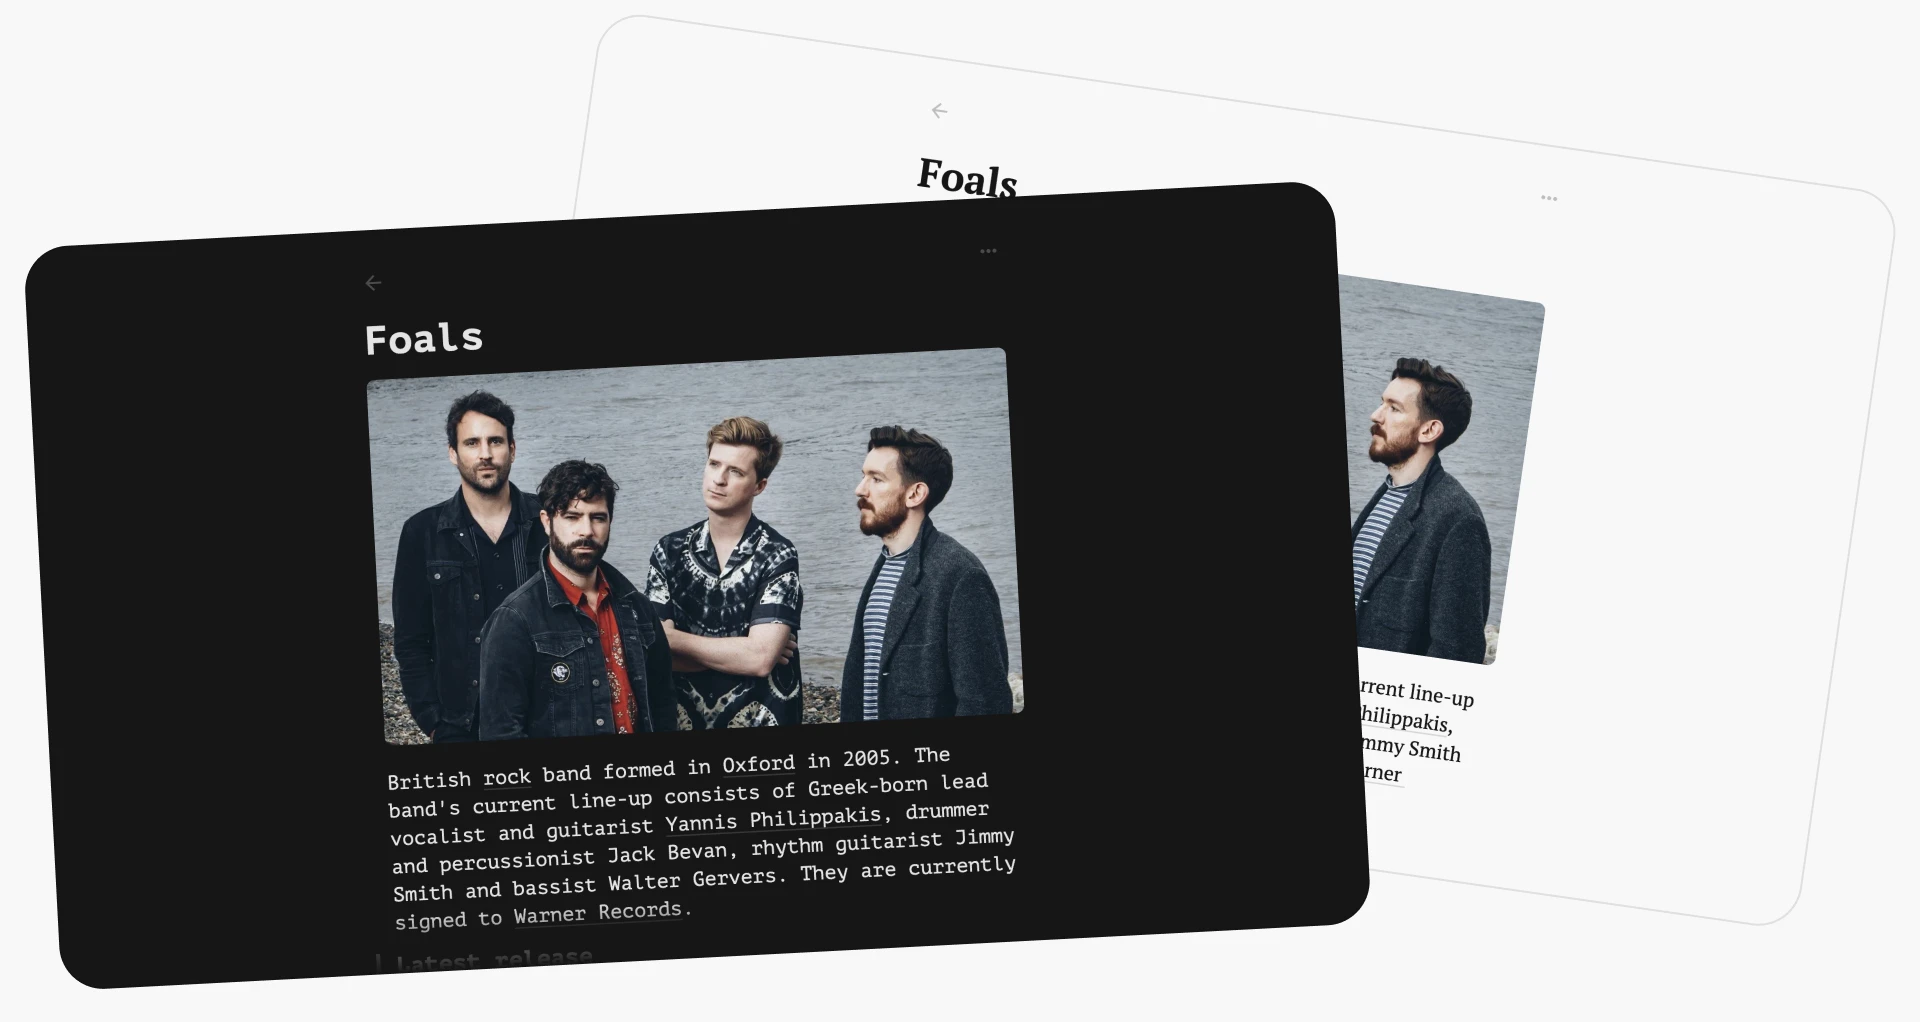 Foals
Foals
British rock band formed in Oxford in 2005. The
band's current line-up consists of Greek-born lead
vocalist and guitarist Yannis Philippakis, drummer
and percussionist Jack Bevan, rhythm guitarist Jimmy
Smith and bassist Walter Gervers. They are currently
signed to Warner Records.
Latest release
rrent line-up
hilippakis,
mmy Smith
rner